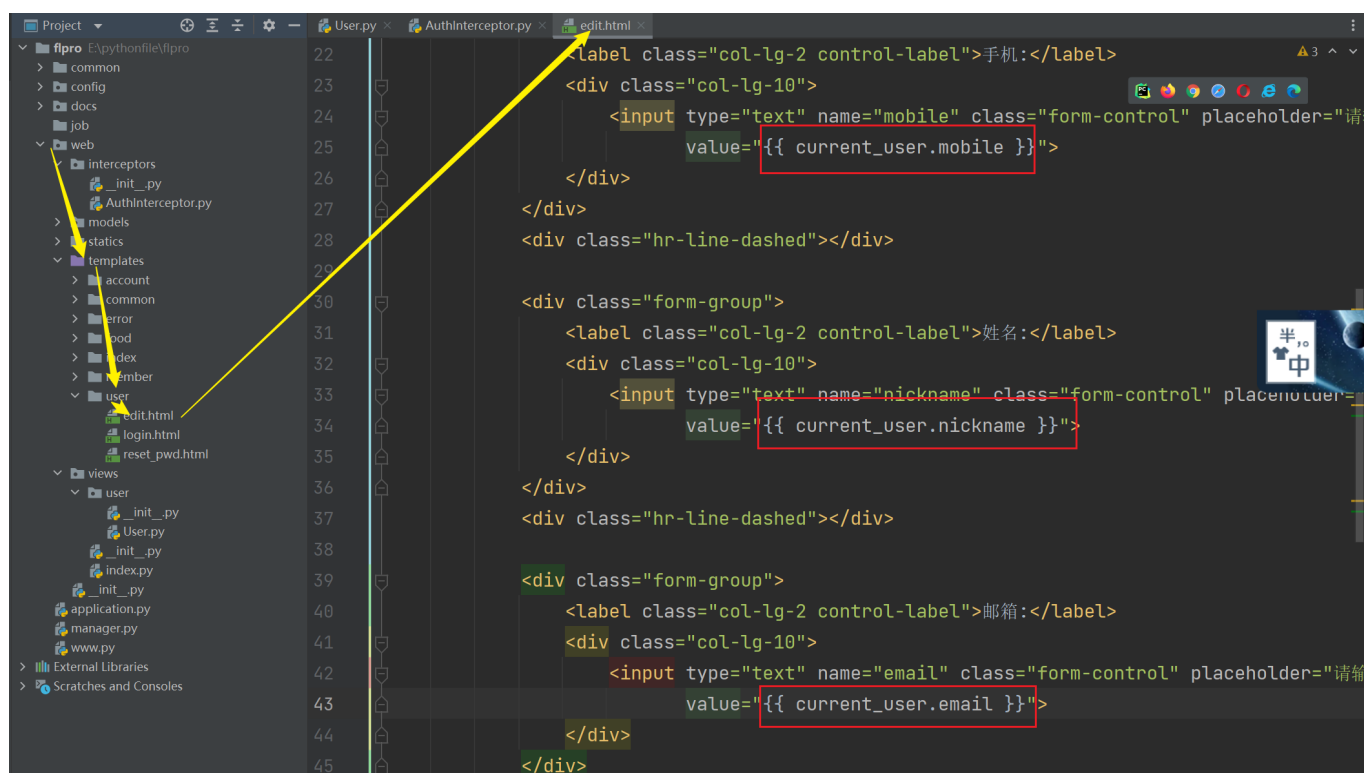 Project
User.py
AuthInterceptor.py
edit.html
flpro E:\pythonfile\flpro
common
config
docs
job
web
interceptors
__init__.py
AuthInterceptor.py
models
statics
templates
account
common
error
food
index
member
user
edit.html
login.html
reset_pwd.html
views
user
__init__.py
User.py
__init__.py
index.py
__init__.py
application.py
manager.py
www.py
External Libraries
Scratches and Consoles
3
22 <label class="col-lg-2 control-label">手机:</label>
23 <div class="col-lg-10">
24 <input type="text" name="mobile" class="form-control" placeholder="请
25 value="{{ current_user.mobile }}">
26 </div>
27 </div>
28 <div class="hr-line-dashed"></div>
29
30 <div class="form-group">
31 <label class="col-lg-2 control-label">姓名:</label>
32 <div class="col-lg-10">
33 <input type="text" name="nickname" class="form-control" placeholder=
34 value="{{ current_user.nickname }}">
35 </div>
36 </div>
37 <div class="hr-line-dashed"></div>
38
39 <div class="form-group">
40 <label class="col-lg-2 control-label">邮箱:</label>
41 <div class="col-lg-10">
42 <input type="text" name="email" class="form-control" placeholder="请输
43 value="{{ current_user.email }}">
44 </div>
45 </div>
半
中